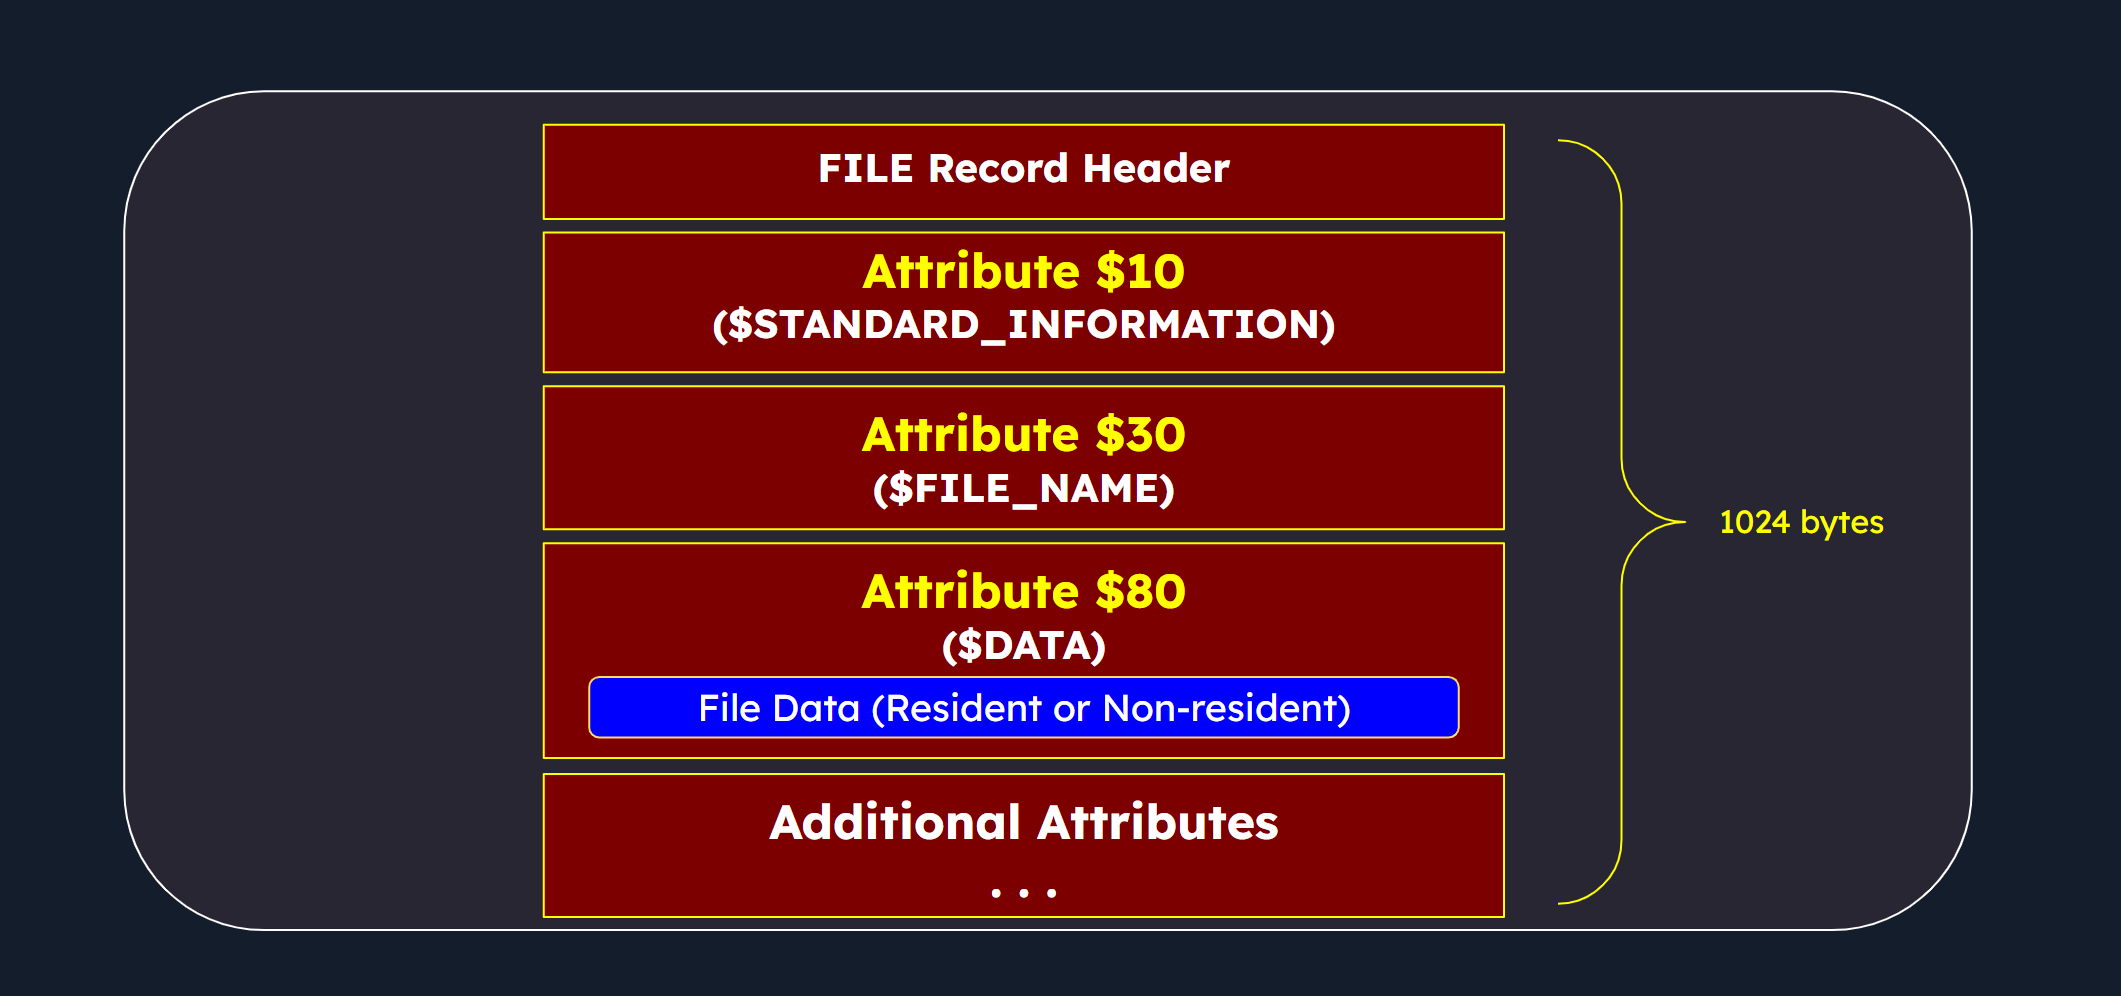 FILE Record Header
Attribute $10
($STANDARD_INFORMATION)
Attribute $30
($FILE_NAME)
Attribute $80
($DATA)
File Data (Resident or Non-resident)
Additional Attributes
. . .
1024 bytes